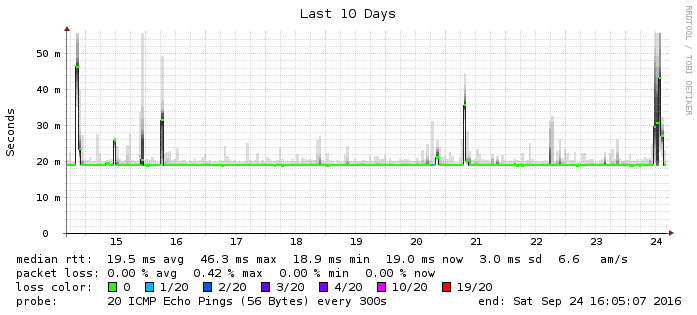 Last 10 Days
RRDTOOL / TOBI OETIKER
Seconds
50 m
40 m
30 m
20 m
10 m
0
15 16 17 18 19 20 21 22 23 24
median rtt: 19.5 ms avg 46.3 ms max 18.9 ms min 19.0 ms now 3.0 ms sd 6.6 am/s
packet loss: 0.00 % avg 0.42 % max 0.00 % min 0.00 % now
loss color: 0 1/20 2/20 3/20 4/20 10/20 19/20
probe: 20 ICMP Echo Pings (56 Bytes) every 300s end: Sat Sep 24 16:05:07 2016